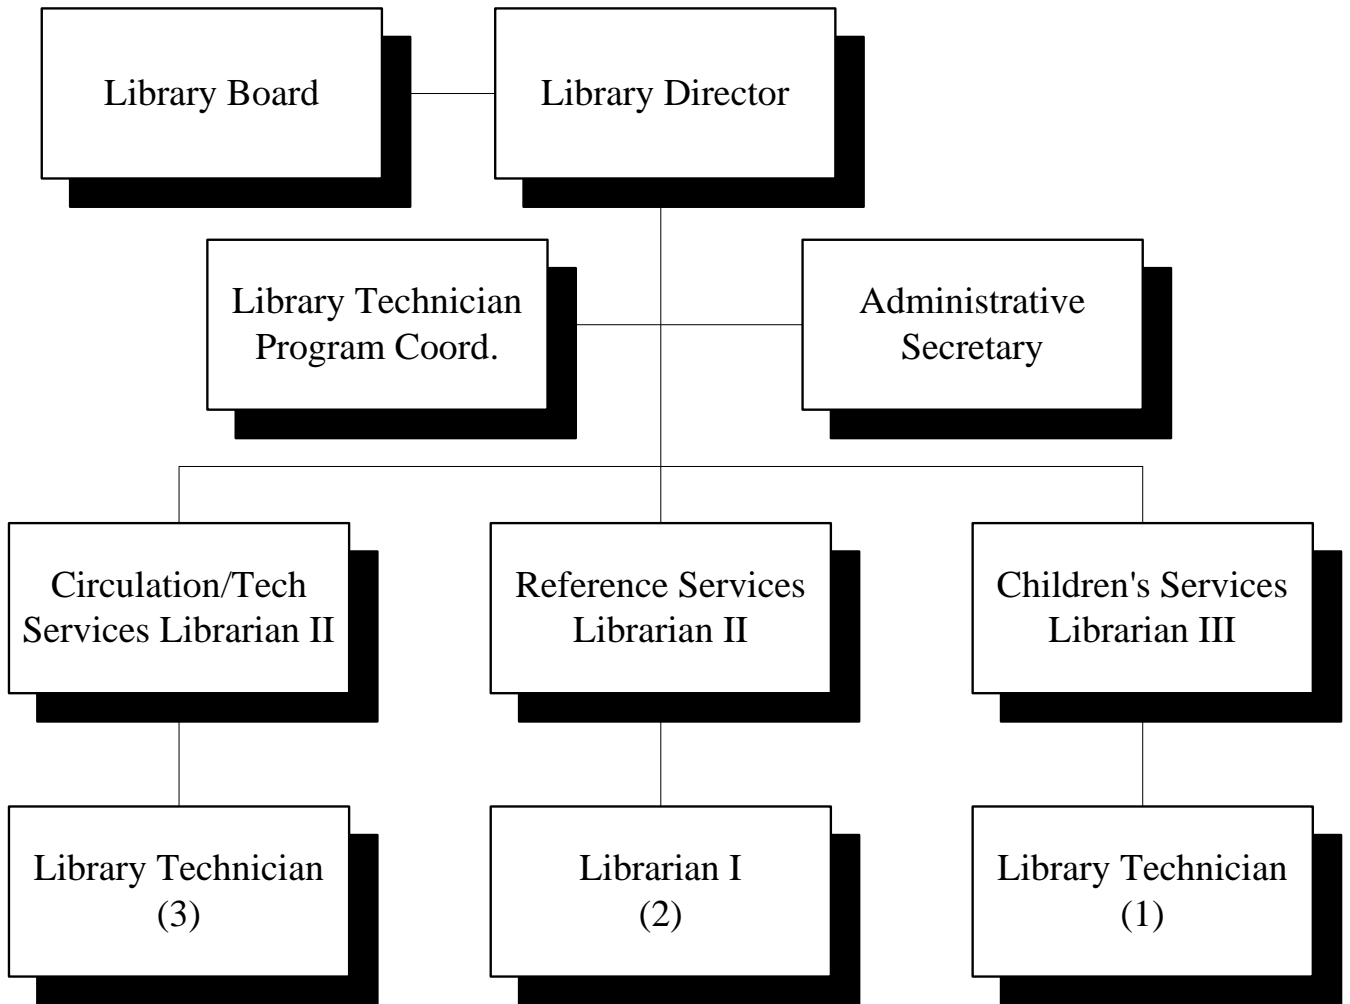 Library Board
Library Director
Library Technician
Program Coord.
Administrative
Secretary
Circulation/Tech
Services Librarian II
Reference Services
Librarian II
Children's Services
Librarian III
Library Technician
(3)
Librarian I
(2)
Library Technician
(1)